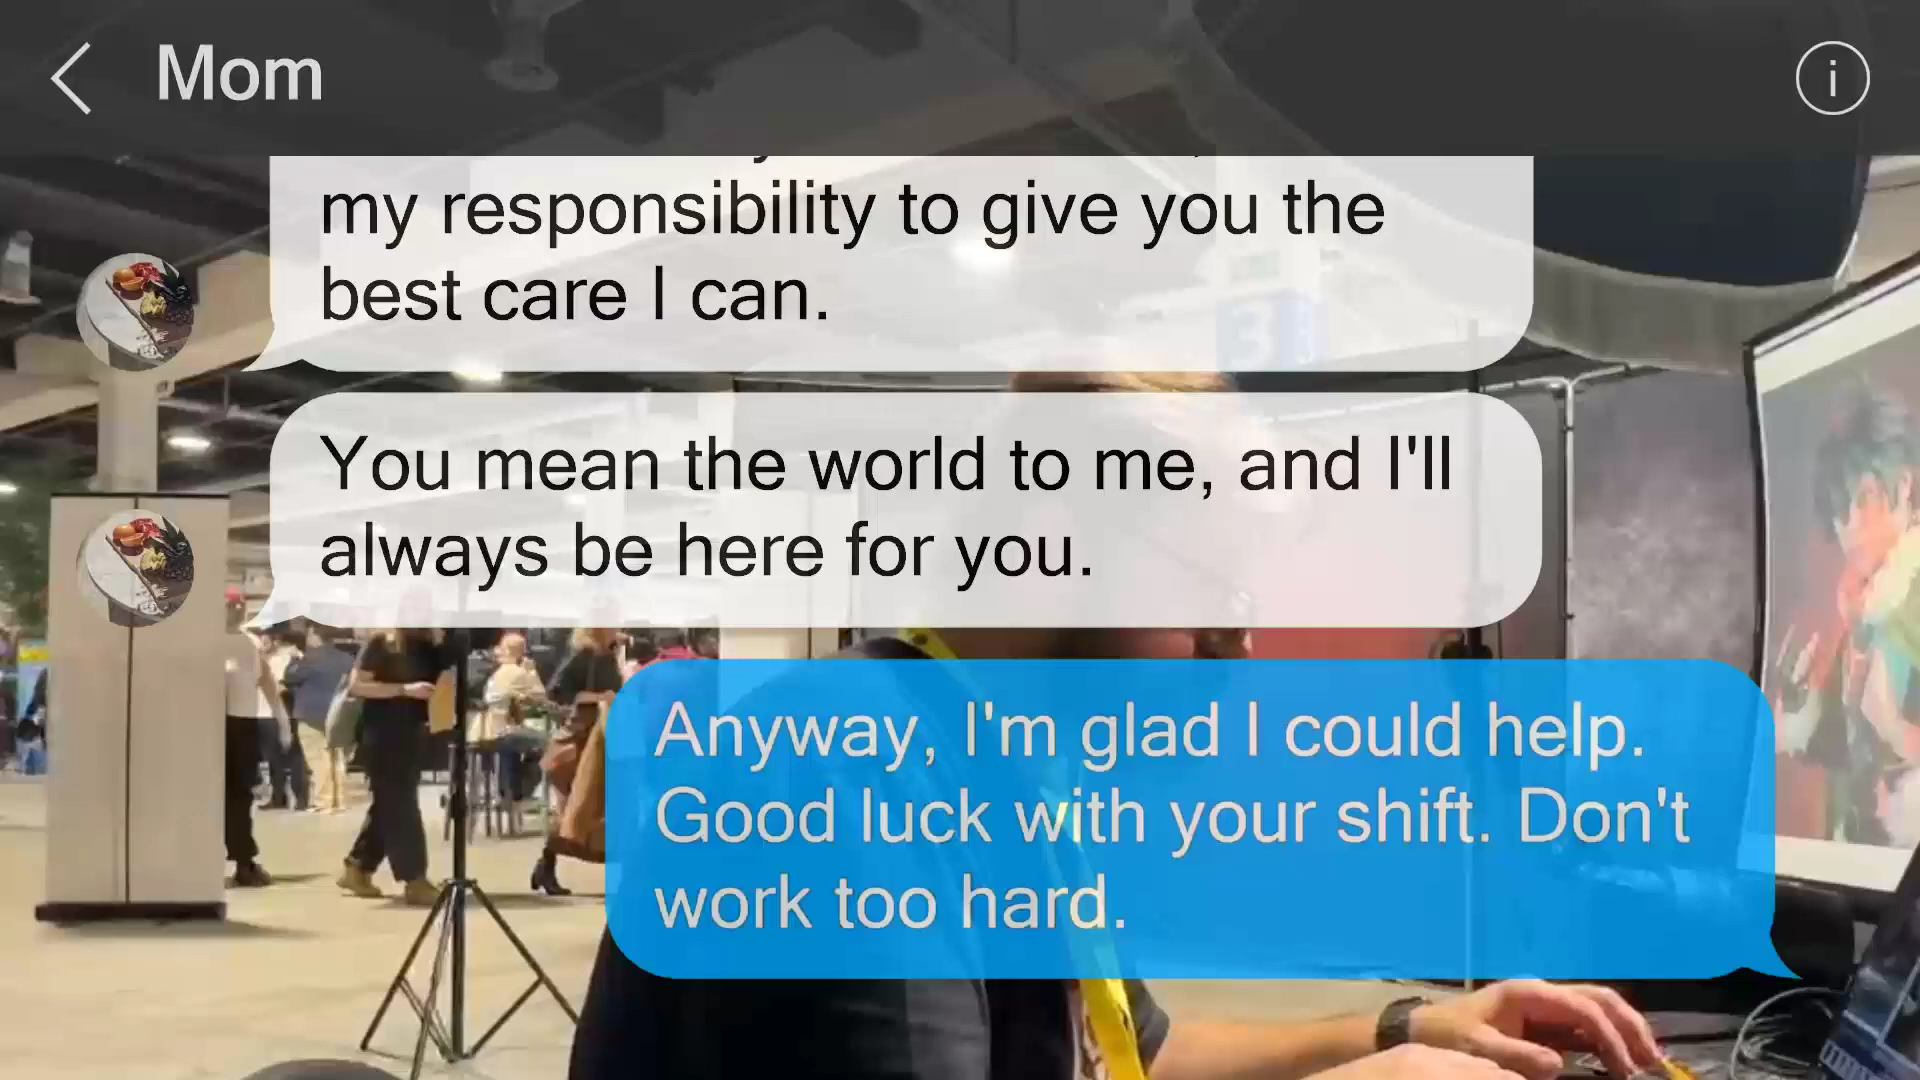 Mom
my responsibility to give you the
best care I can.
You mean the world to me, and I'll
always be here for you.
Anyway, I'm glad I could help.
Good luck with your shift. Don't
work too hard.
3